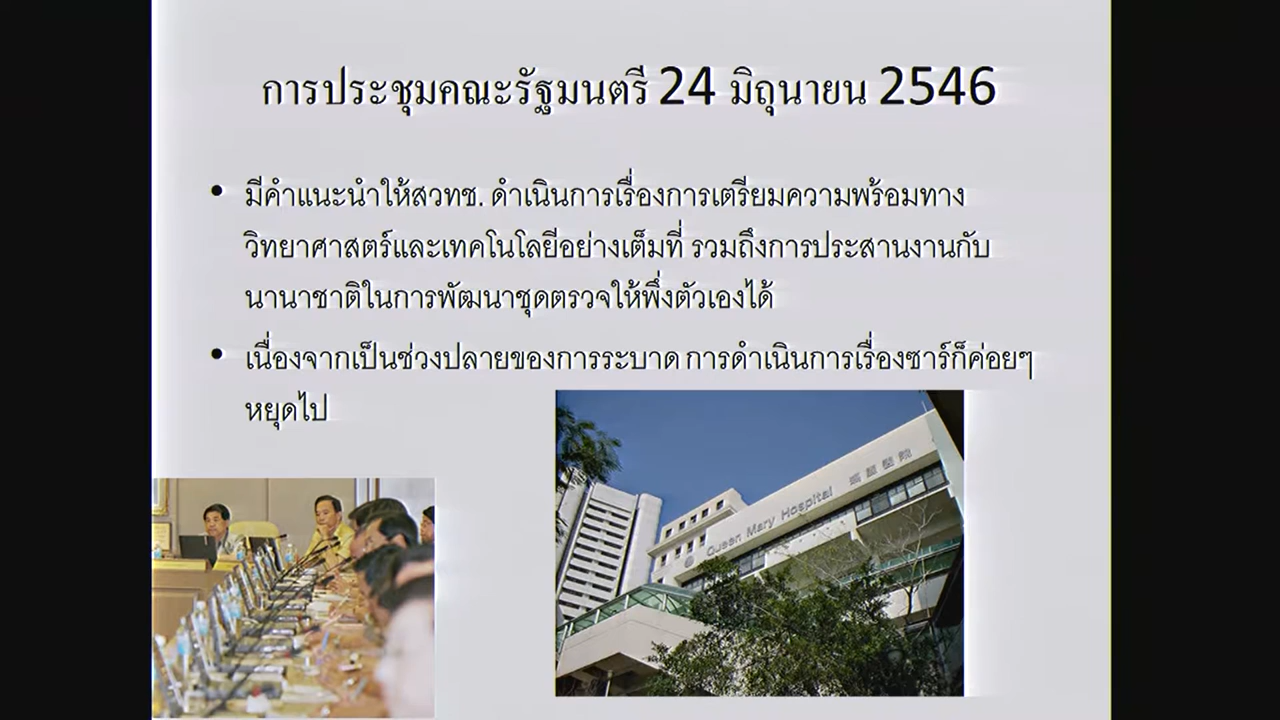 การประชุมคณะรัฐมนตรี 24 มิถุนายน 2546
• มีคำแนะนำให้สวทช. ดำเนินการเรื่องการเตรียมความพร้อมทาง
วิทยาศาสตร์และเทคโนโลยีอย่างเต็มที่ รวมถึงการประสานงานกับ
นานาชาติในการพัฒนาชุดตรวจให้พึ่งตัวเองได้
• เนื่องจากเป็นช่วงปลายของการระบาด การดำเนินการเรื่องซาร์ก็ค่อยๆ
หยุดไป
Queen Mary Hospital 瑪麗醫院